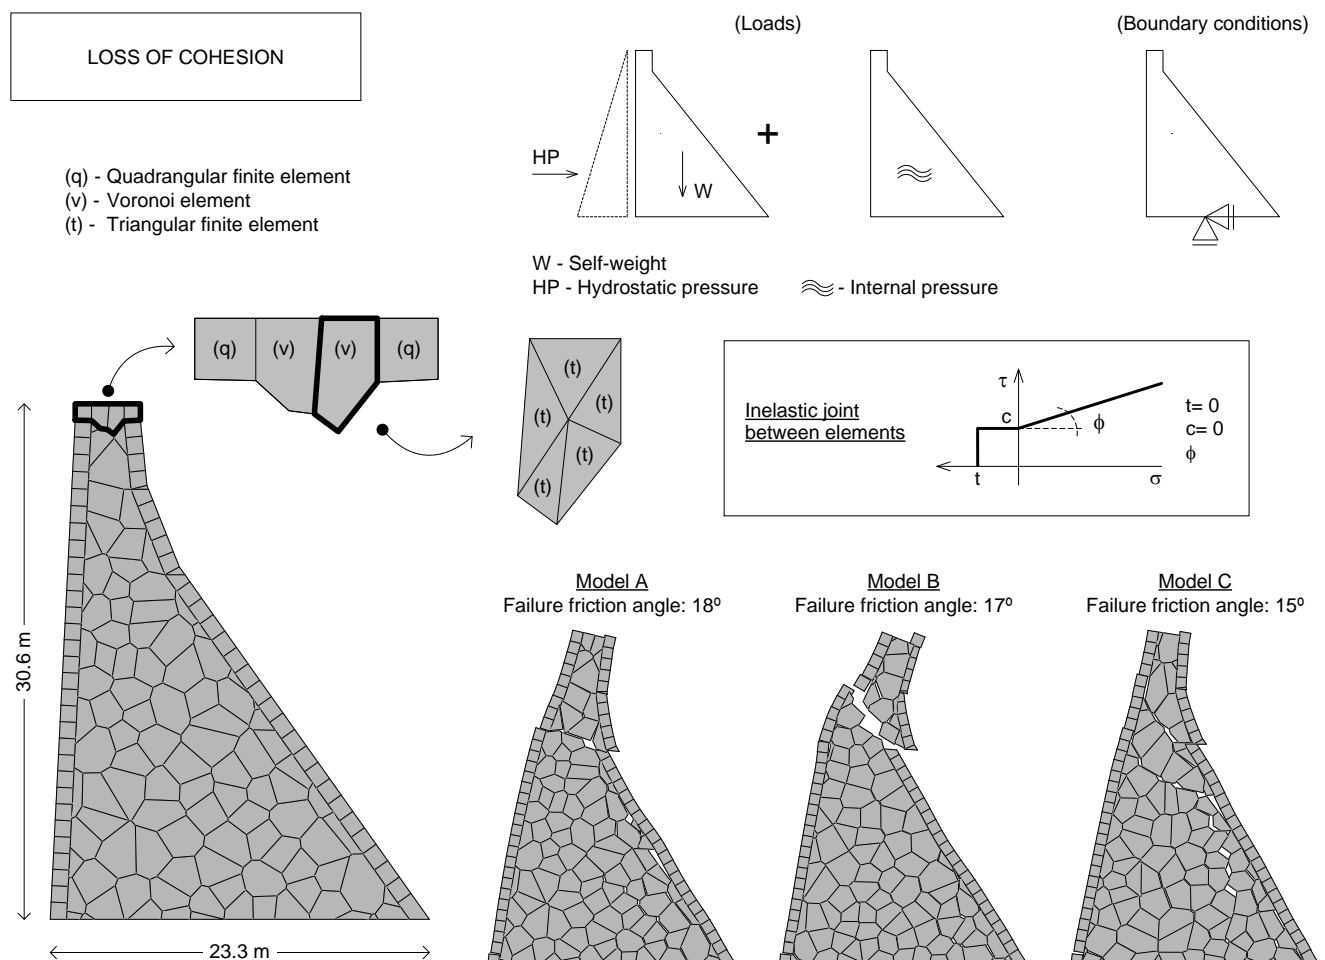 LOSS OF COHESION
(q) - Quadrangular finite element
(v) - Voronoi element
(t) - Triangular finite element
(Loads)
(Boundary conditions)
HP
W
+
W - Self-weight
HP - Hydrostatic pressure
- Internal pressure
(q)
(v)
(v)
(q)
(t)
(t)
(t)
(t)
(t)
Inelastic joint
between elements
τ
c
ϕ
t
σ
t= 0
c= 0
ϕ
30.6 m
23.3 m
Model A
Failure friction angle: 18º
Model B
Failure friction angle: 17º
Model C
Failure friction angle: 15º